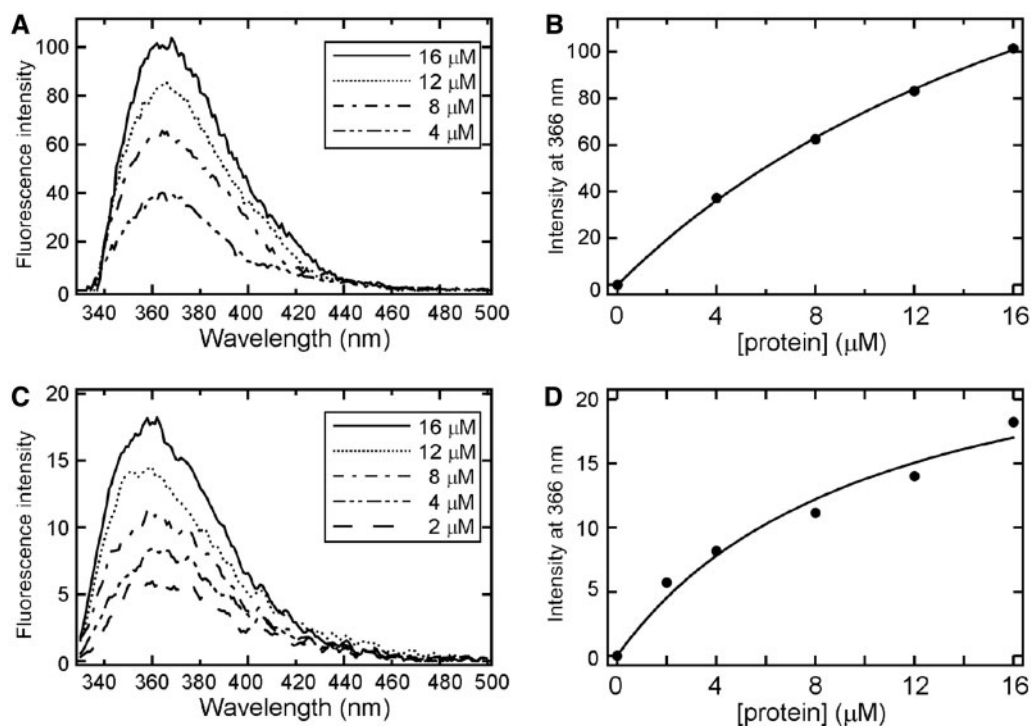 A
Fluorescence intensity
100
80
60
40
20
0
16 μM
12 μM
8 μM
4 μM
340 360 380 400 420 440 460 480 500
Wavelength (nm)
B
Intensity at 366 nm
100
80
60
40
20
0
0 4 8 12 16
[protein] (μM)
C
Fluorescence intensity
20
15
10
5
0
16 μM
12 μM
8 μM
4 μM
2 μM
340 360 380 400 420 440 460 480 500
Wavelength (nm)
D
Intensity at 366 nm
20
15
10
5
0
0 4 8 12 16
[protein] (μM)